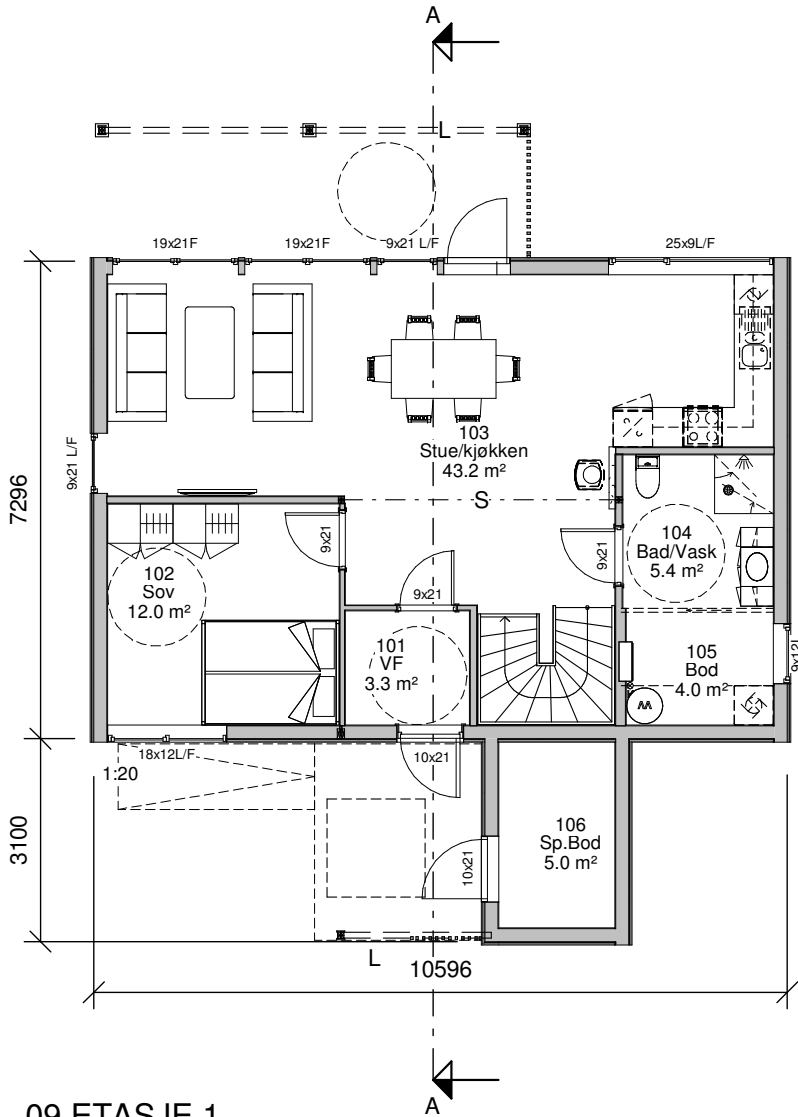 A
L
19x21F
19x21F
9x21 L/F
25x9L/F
103
Stue/kjøkken
43.2 m²
9x21 L/F
7296
S
9x21
104
Bad/Vask
5.4 m²
9x21
102
Sov
12.0 m²
9x21
101
VF
3.3 m²
105
Bod
4.0 m²
18x12L/F
1:20
10x21
3100
106
Sp.Bod
5.0 m²
10x21
L
10596
A